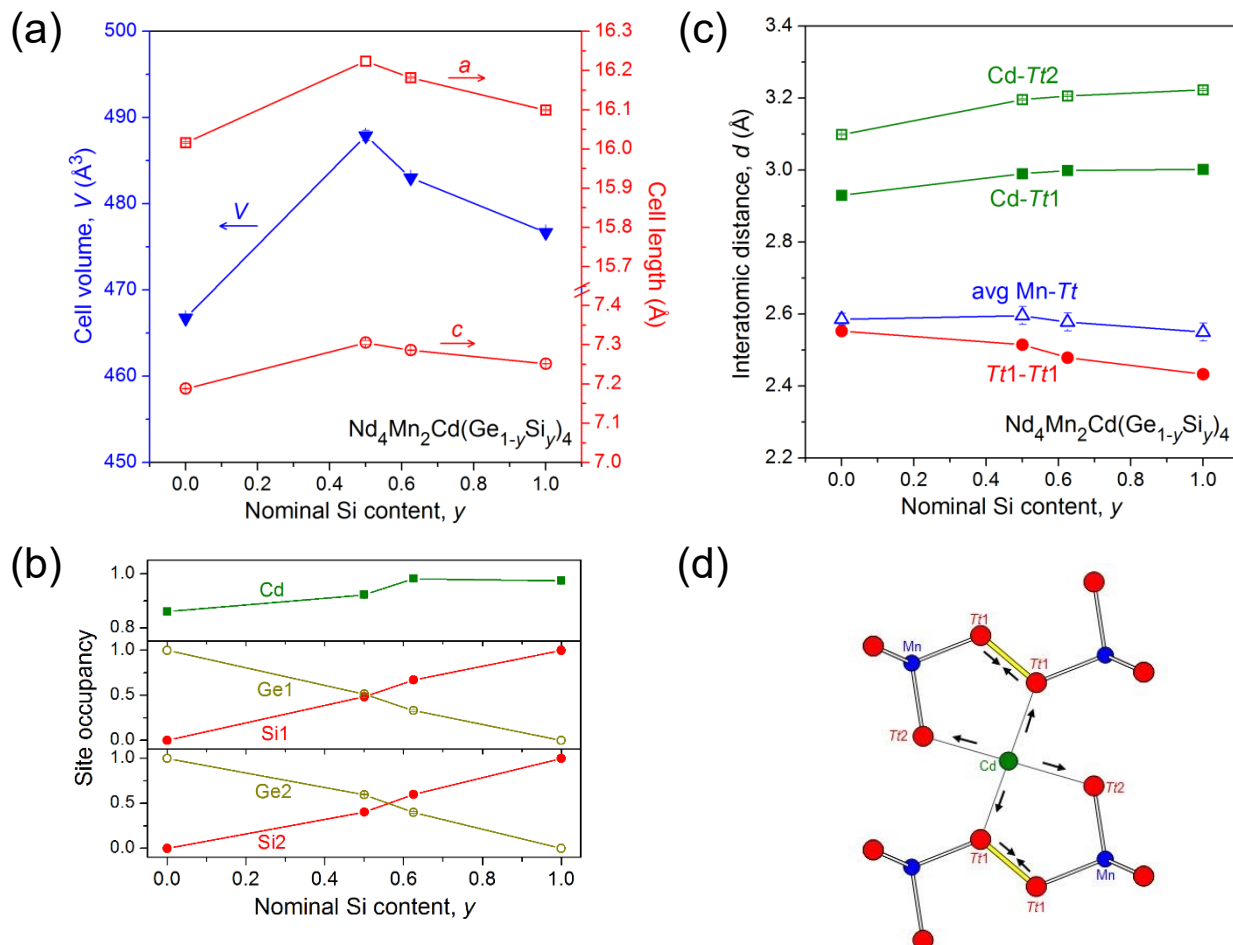 (a)
500
490
480
470
460
450
Cell volume, V (Å³)
a
V
c
16.3
16.2
16.1
16.0
15.9
15.8
15.7
7.4
7.3
7.2
7.1
7.0
Cell length (Å)
Nd₄Mn₂Cd(Ge₁₋ySiy)₄
0.0 0.2 0.4 0.6 0.8 1.0
Nominal Si content, y
(b)
1.0
0.8
Cd
1.0
0.5
0.0
Ge1
Si1
1.0
0.5
0.0
Ge2
Si2
Site occupancy
0.0 0.2 0.4 0.6 0.8 1.0
Nominal Si content, y
(c)
3.4
3.2
3.0
2.8
2.6
2.4
2.2
Interatomic distance, d (Å)
Cd-Tt2
Cd-Tt1
avg Mn-Tt
Tt1-Tt1
Nd₄Mn₂Cd(Ge₁₋ySiy)₄
0.0 0.2 0.4 0.6 0.8 1.0
Nominal Si content, y
(d)
Tt1
Mn
Tt1
Tt2
Cd
Tt2
Tt1
Mn
Tt1